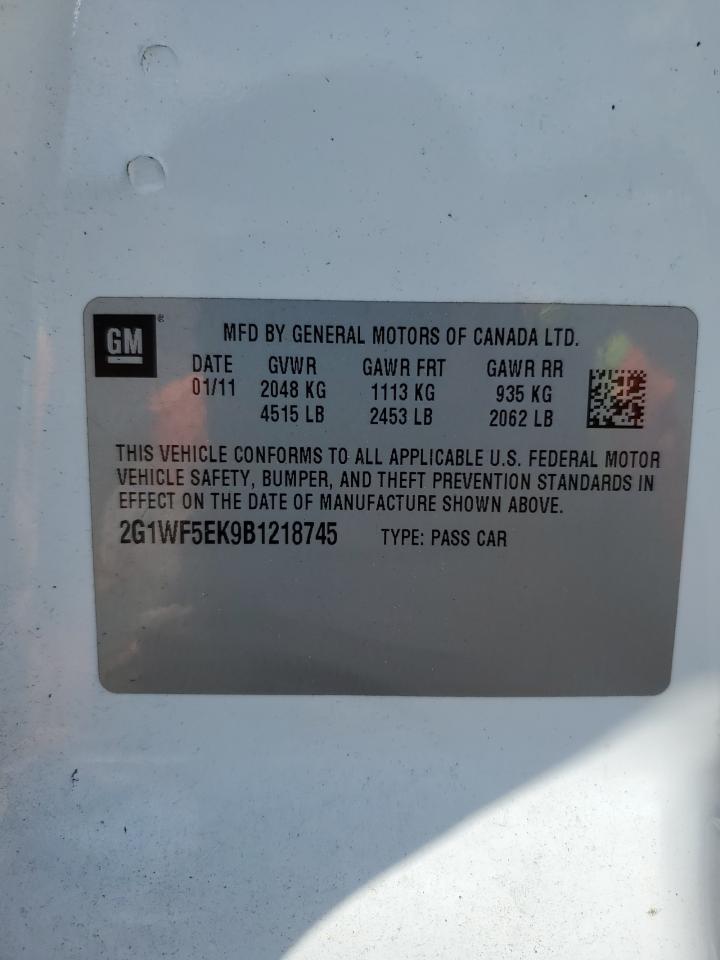 GM ® MFD BY GENERAL MOTORS OF CANADA LTD.
DATE GVWR GAWR FRT GAWR RR
01/11 2048 KG 1113 KG 935 KG
4515 LB 2453 LB 2062 LB
THIS VEHICLE CONFORMS TO ALL APPLICABLE U.S. FEDERAL MOTOR
VEHICLE SAFETY, BUMPER, AND THEFT PREVENTION STANDARDS IN
EFFECT ON THE DATE OF MANUFACTURE SHOWN ABOVE.
2G1WF5EK9B1218745 TYPE: PASS CAR